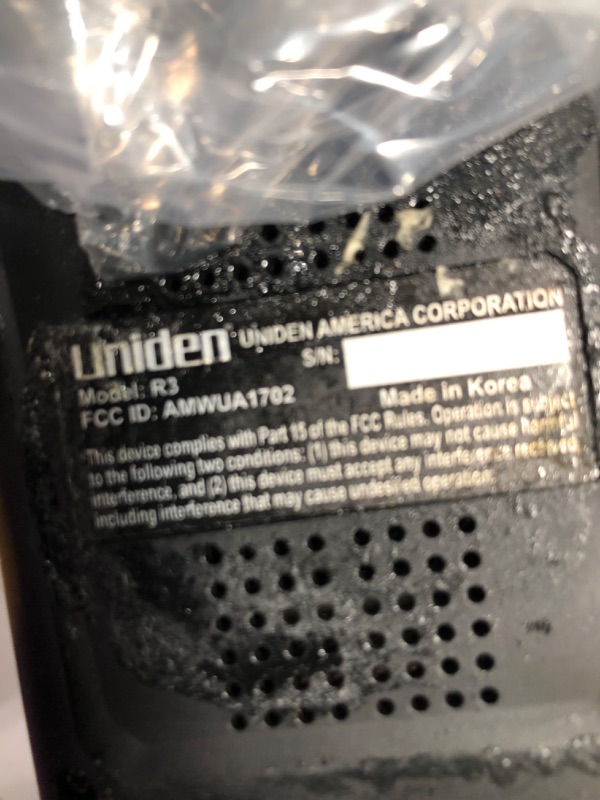 Uniden UNIDEN AMERICA CORPORATION
S/N:
Model: R3
FCC ID: AMWUA1702 Made in Korea
This device complies with Part 15 of the FCC Rules. Operation is subject
to the following two conditions: (1) this device may not cause harmful
interference, and (2) this device must accept any interference received
including interference that may cause undesired operation.